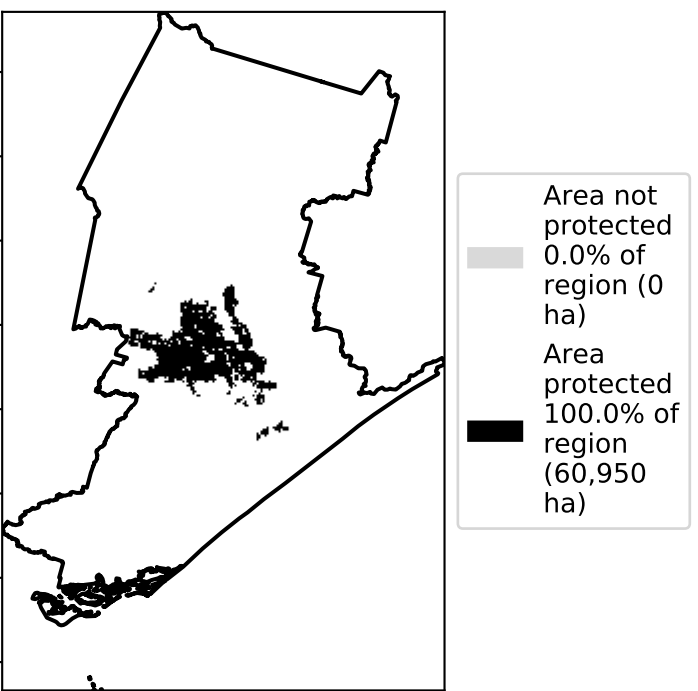 Area not
protected
0.0% of
region (0
ha)
Area
protected
100.0% of
region
(60,950
ha)